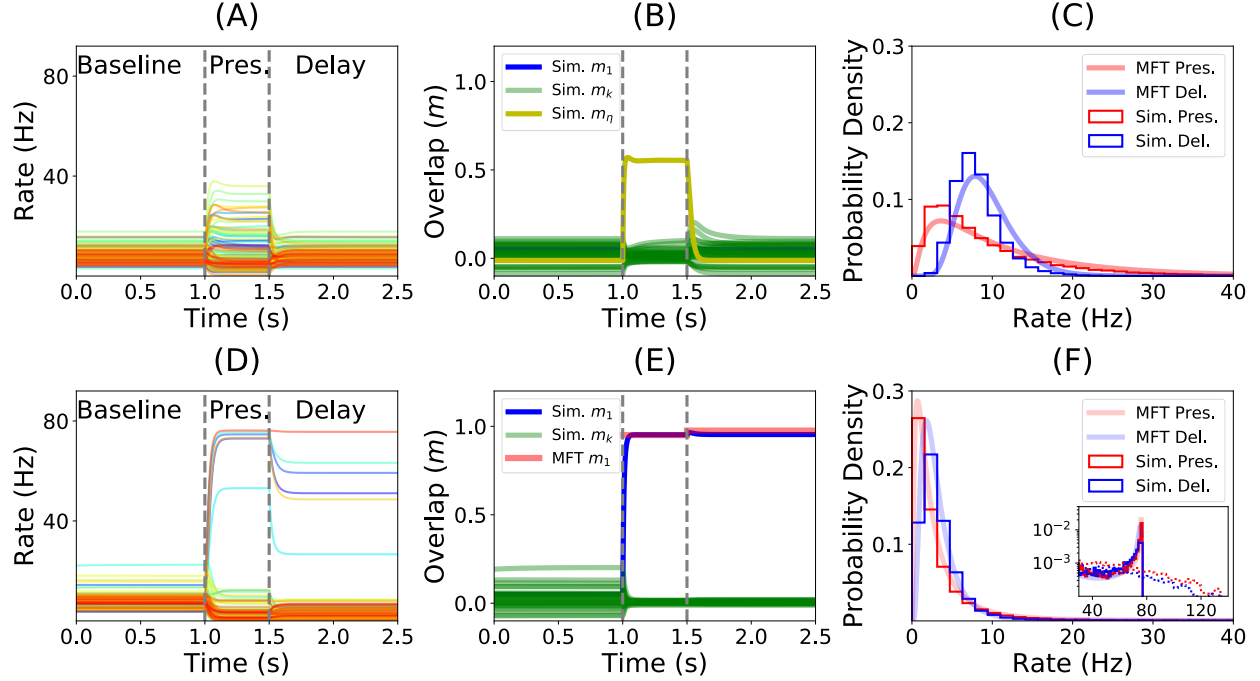 (A)
Baseline Pres. Delay
80
40
Rate (Hz)
0.0 0.5 1.0 1.5 2.0 2.5
Time (s)
(B)
Sim. m₁
Sim. mₖ
Sim. m_η
1.0
0.5
0.0
Overlap (m)
0.0 0.5 1.0 1.5 2.0 2.5
Time (s)
(C)
MFT Pres.
MFT Del.
Sim. Pres.
Sim. Del.
0.3
0.2
0.1
Probability Density
0 10 20 30 40
Rate (Hz)
(D)
Baseline Pres. Delay
80
40
Rate (Hz)
0.0 0.5 1.0 1.5 2.0 2.5
Time (s)
(E)
Sim. m₁
Sim. mₖ
MFT m₁
1.0
0.5
0.0
Overlap (m)
0.0 0.5 1.0 1.5 2.0 2.5
Time (s)
(F)
MFT Pres.
MFT Del.
Sim. Pres.
Sim. Del.
0.3
0.2
0.1
Probability Density
10⁻²
10⁻³
40 80 120
0 10 20 30 40
Rate (Hz)